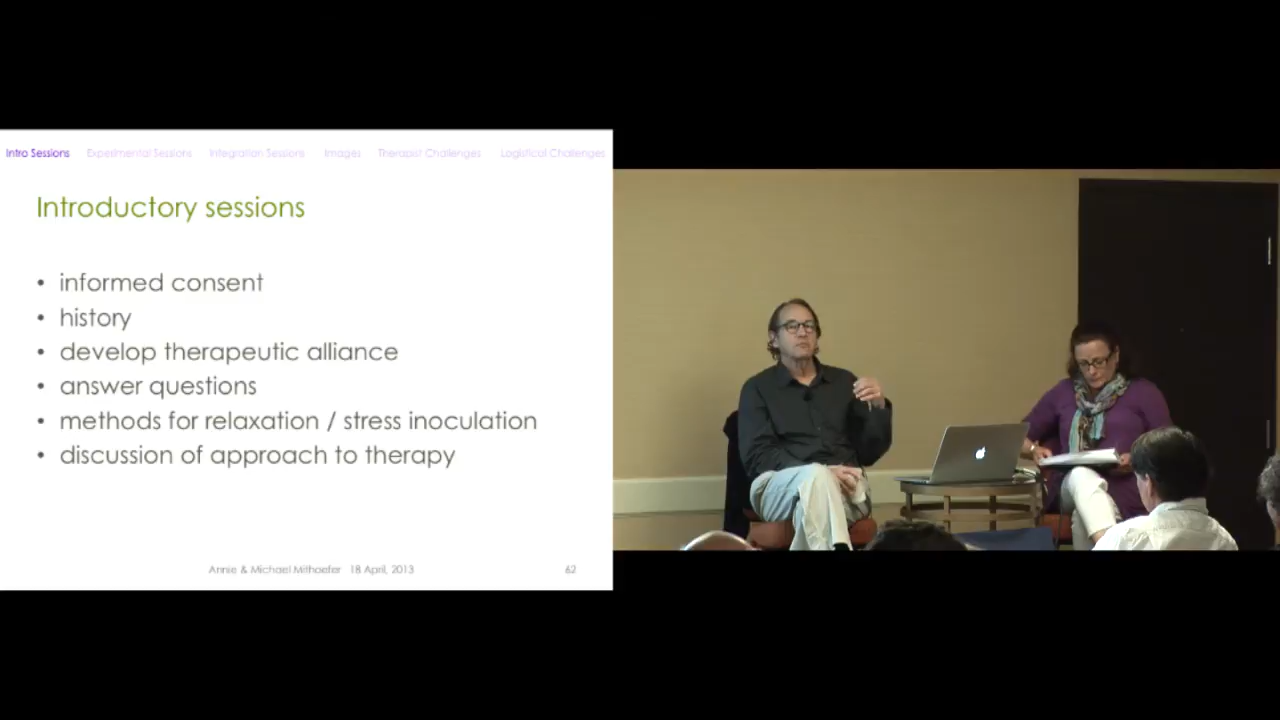 Intro Sessions Experimental Sessions Integration Sessions Images Therapist Challenges Logistical Challenges
Introductory sessions
• informed consent
• history
• develop therapeutic alliance
• answer questions
• methods for relaxation / stress inoculation
• discussion of approach to therapy
Annie & Michael Mithoefer 18 April, 2013 62